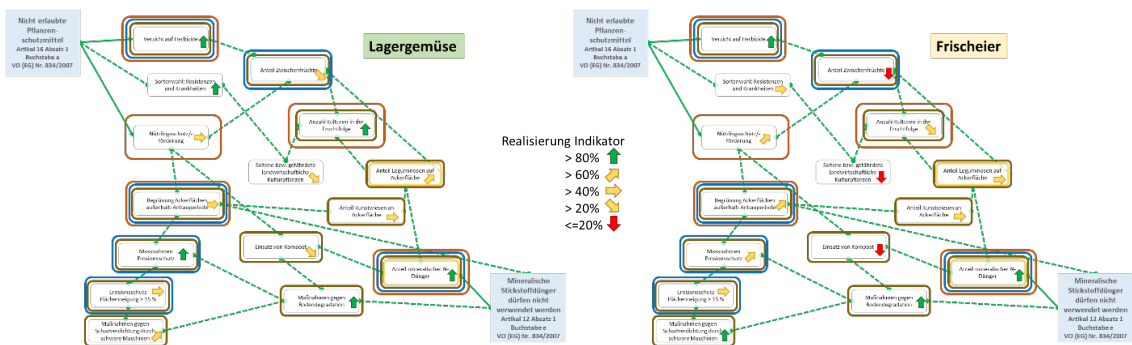 Nicht erlaubte
Pflanzen-
schutzmittel
Artikel 16 Absatz 1
Buchstabe a
VO (EG) Nr. 834/2007
Verzicht auf Herbicide
Lagergemüse
Anteil Zwischenfrüchte
Sortenwahl Resistenzen
und Krankheiten
Anzahl Kulturen in der
Fruchtfolge
Nützlingsschutz/-
förderung
Seltene bzw. gefährdete
landwirtschaftliche
Kulturpflanzen
Anteil Leguminosen auf
Ackerfläche
Begrünung Ackerflächen
außerhalb Anbauperiode
Anteil Kunstwiesen an
Ackerfläche
Massnahmen
Erosionsschutz
Einsatz von Kompost
Anteil mineralischer N-
Dünger
Erosionsschutz
Flächenneigung > 15 %
Maßnahmen gegen
Bodendegradation
Maßnahmen gegen
Schadverdichtung durch
schwere Maschinen
Mineralische
Stickstoffdünger
dürfen nicht
verwendet werden
Artikel 12 Absatz 1
Buchstabe e
VO (EG) Nr. 834/2007
Realisierung Indikator
> 80%
> 60%
> 40%
> 20%
<=20%
Nicht erlaubte
Pflanzen-
schutzmittel
Artikel 16 Absatz 1
Buchstabe a
VO (EG) Nr. 834/2007
Verzicht auf Herbicide
Frischeier
Anteil Zwischenfrüchte
Sortenwahl Resistenzen
und Krankheiten
Anzahl Kulturen in der
Fruchtfolge
Nützlingsschutz/-
förderung
Seltene bzw. gefährdete
landwirtschaftliche
Kulturpflanzen
Anteil Leguminosen auf
Ackerfläche
Begrünung Ackerflächen
außerhalb Anbauperiode
Anteil Kunstwiesen an
Ackerfläche
Massnahmen
Erosionsschutz
Einsatz von Kompost
Anteil mineralischer N-
Dünger
Erosionsschutz
Flächenneigung > 15 %
Maßnahmen gegen
Bodendegradation
Maßnahmen gegen
Schadverdichtung durch
schwere Maschinen
Mineralische
Stickstoffdünger
dürfen nicht
verwendet werden
Artikel 12 Absatz 1
Buchstabe e
VO (EG) Nr. 834/2007